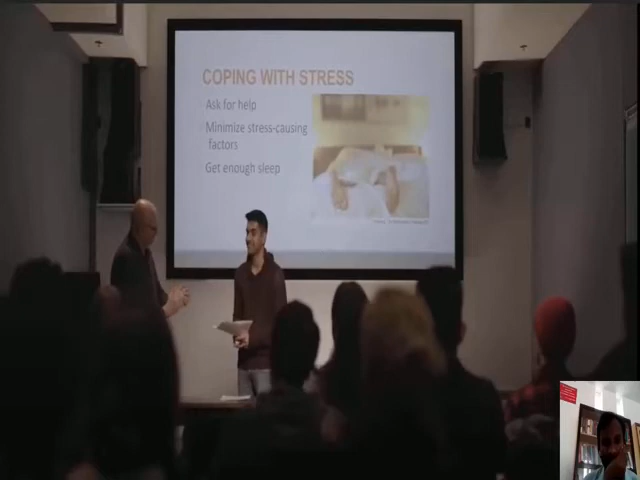 COPING WITH STRESS
Ask for help
Minimize stress-causing
factors
Get enough sleep